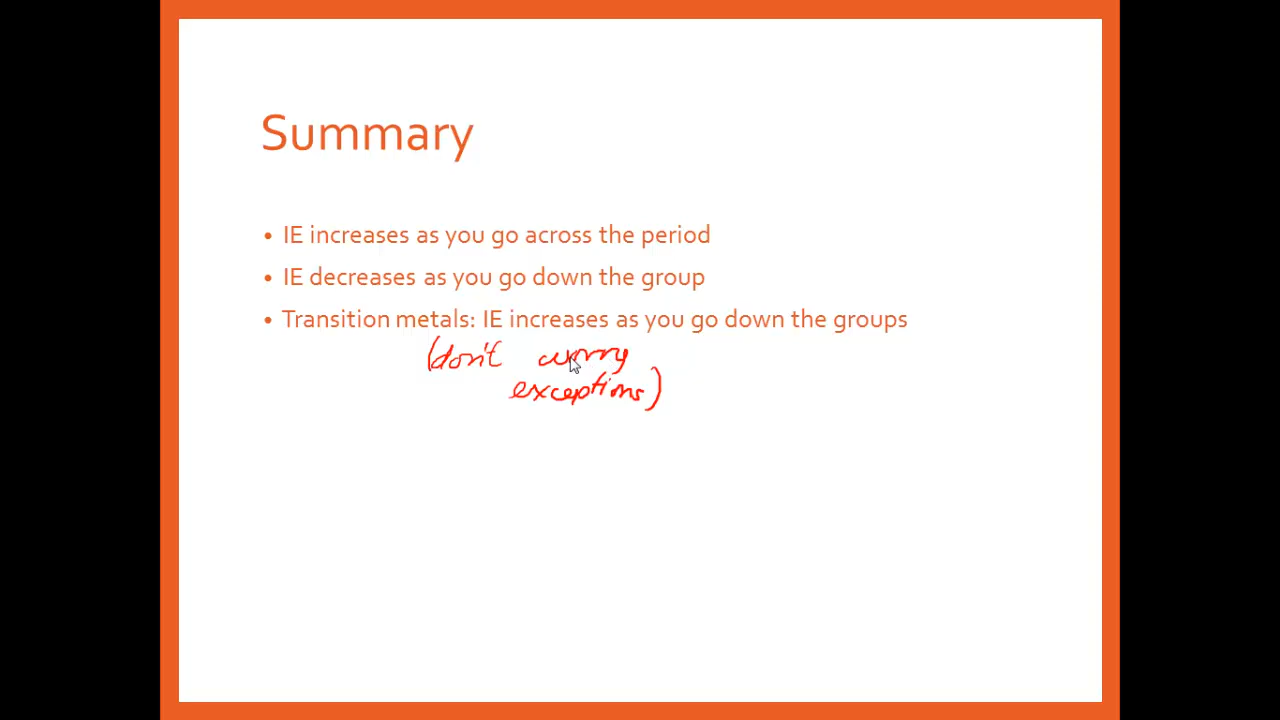 Summary
• IE increases as you go across the period
• IE decreases as you go down the group
• Transition metals: IE increases as you go down the groups
(don't worry
exceptions)